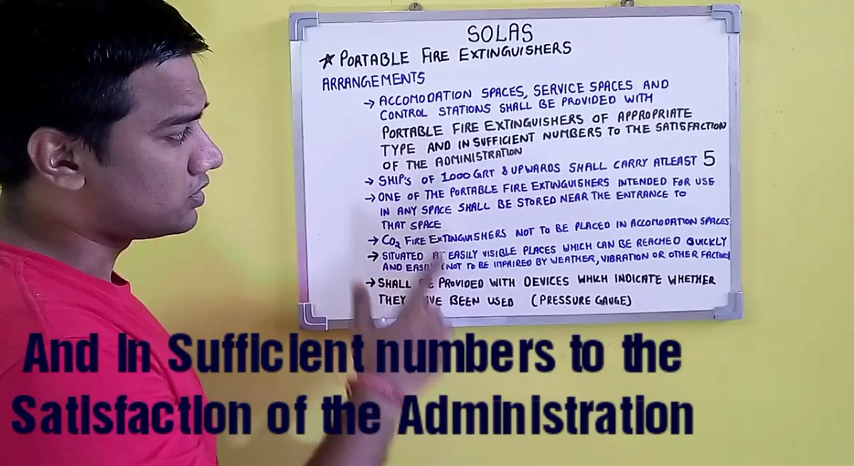 SOLAS
* PORTABLE FIRE EXTINGUISHERS
ARRANGEMENTS
→ ACCOMODATION SPACES, SERVICE SPACES AND
CONTROL STATIONS SHALL BE PROVIDED WITH
PORTABLE FIRE EXTINGUISHERS OF APPROPRIATE
TYPE AND IN SUFFICIENT NUMBERS TO THE SATISFACTION
OF THE ADMINISTRATION
→ SHIP'S OF 1000 GRT & UPWARDS SHALL CARRY ATLEAST 5
→ ONE OF THE PORTABLE FIRE EXTINGUISHERS INTENDED FOR USE
IN ANY SPACE SHALL BE STORED NEAR THE ENTRANCE TO
THAT SPACE
→ CO2 FIRE EXTINGUISHERS NOT TO BE PLACED IN ACCOMODATION SPACES
→ SITUATED AT EASILY VISIBLE PLACES WHICH CAN BE REACHED QUICKLY
AND (NOT TO BE IMPAIRED BY WEATHER, VIBRATION OR OTHER
→ SHALL BE PROVIDED WITH DEVICES WHICH INDICATE WHETHER
THEY HAVE BEEN USED (PRESSURE GAUGE)
And In Sufficient numbers to the
Satisfaction of the Administration